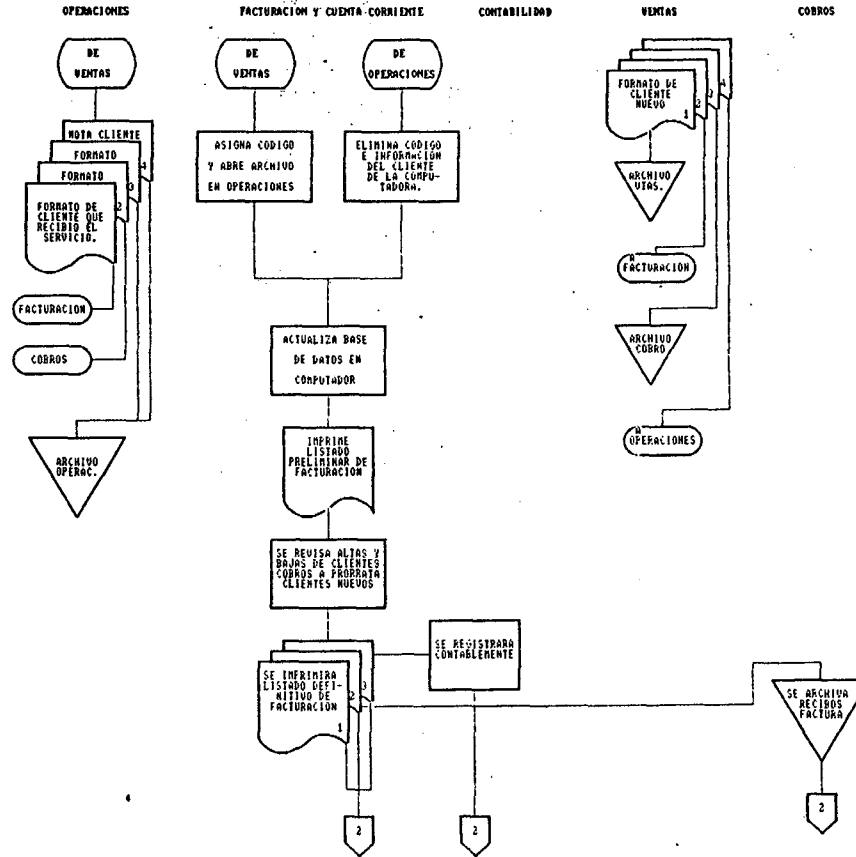 OPERACIONES
FACTURACION Y CUENTA CORRIENTE
CONTABILIDAD
VENTAS
COBROS
DE
VENTAS
NOTA CLIENTE
FORMATO
FORMATO
4
3
2
FORMATO DE
CLIENTE QUE
RECIBIO EL
SERVICIO.
FACTURACION
COBROS
ARCHIVO
OPERAC.
DE
VENTAS
DE
OPERACIONES
ASIGNA CODIGO
Y ABRE ARCHIVO
EN OPERACIONES
ELIMINA CODIGO
E INFORMACIÓN
DEL CLIENTE
DE LA COMPU-
TADORA.
ACTUALIZA BASE
DE DATOS EN
COMPUTADOR
IMPRIME
LISTADO
PRELIMINAR DE
FACTURACION
SE REVISA ALTAS Y
BAJAS DE CLIENTES
COBROS A PRORRATA
CLIENTES NUEVOS
SE IMPRIMIRA
LISTADO DEFI-
NITIVO DE
FACTURACIÓN
1
2
3
2
SE REGISTRARA
CONTABLEMENTE
2
FORMATO DE
CLIENTE
NUEVO
1
2
3
4
ARCHIVO
VTAS.
A
FACTURACIÓN
ARCHIVO
COBRO
A
OPERACIONES
SE ARCHIVA
RECIBOS
FACTURA
2